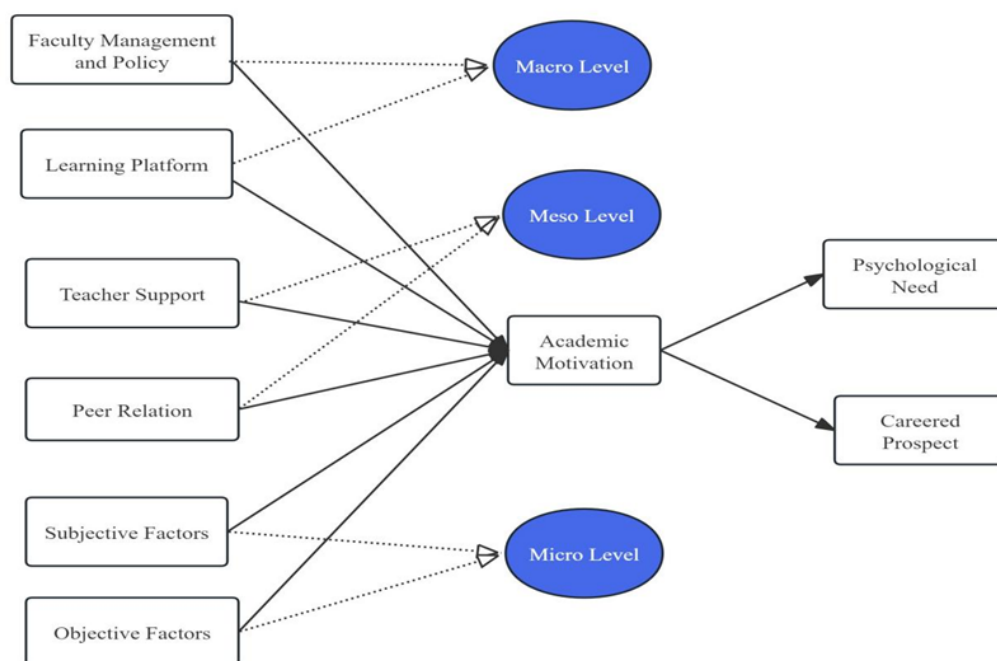 Faculty Management
and Policy
Macro Level
Learning Platform
Meso Level
Teacher Support
Psychological
Need
Academic
Motivation
Peer Relation
Careered
Prospect
Subjective Factors
Micro Level
Objective Factors